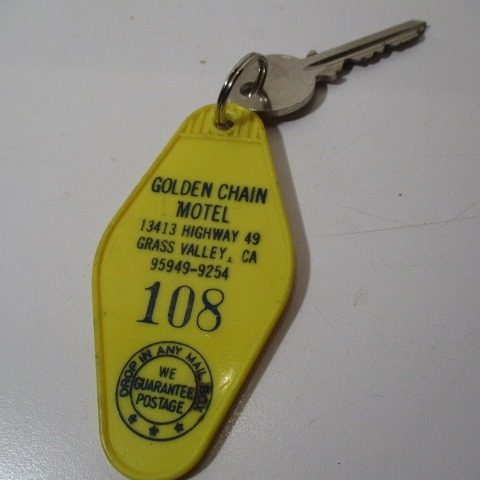 GOLDEN CHAIN
MOTEL
13413 HIGHWAY 49
GRASS VALLEY, CA
95949-9254
108
DROP IN ANY MAIL BOX
WE
GUARANTEE
POSTAGE